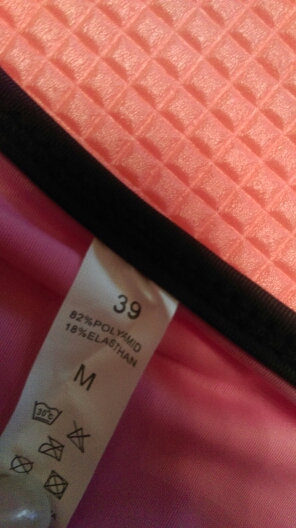 39
82%POLYAMID
18%ELASTHAN
M
30°C